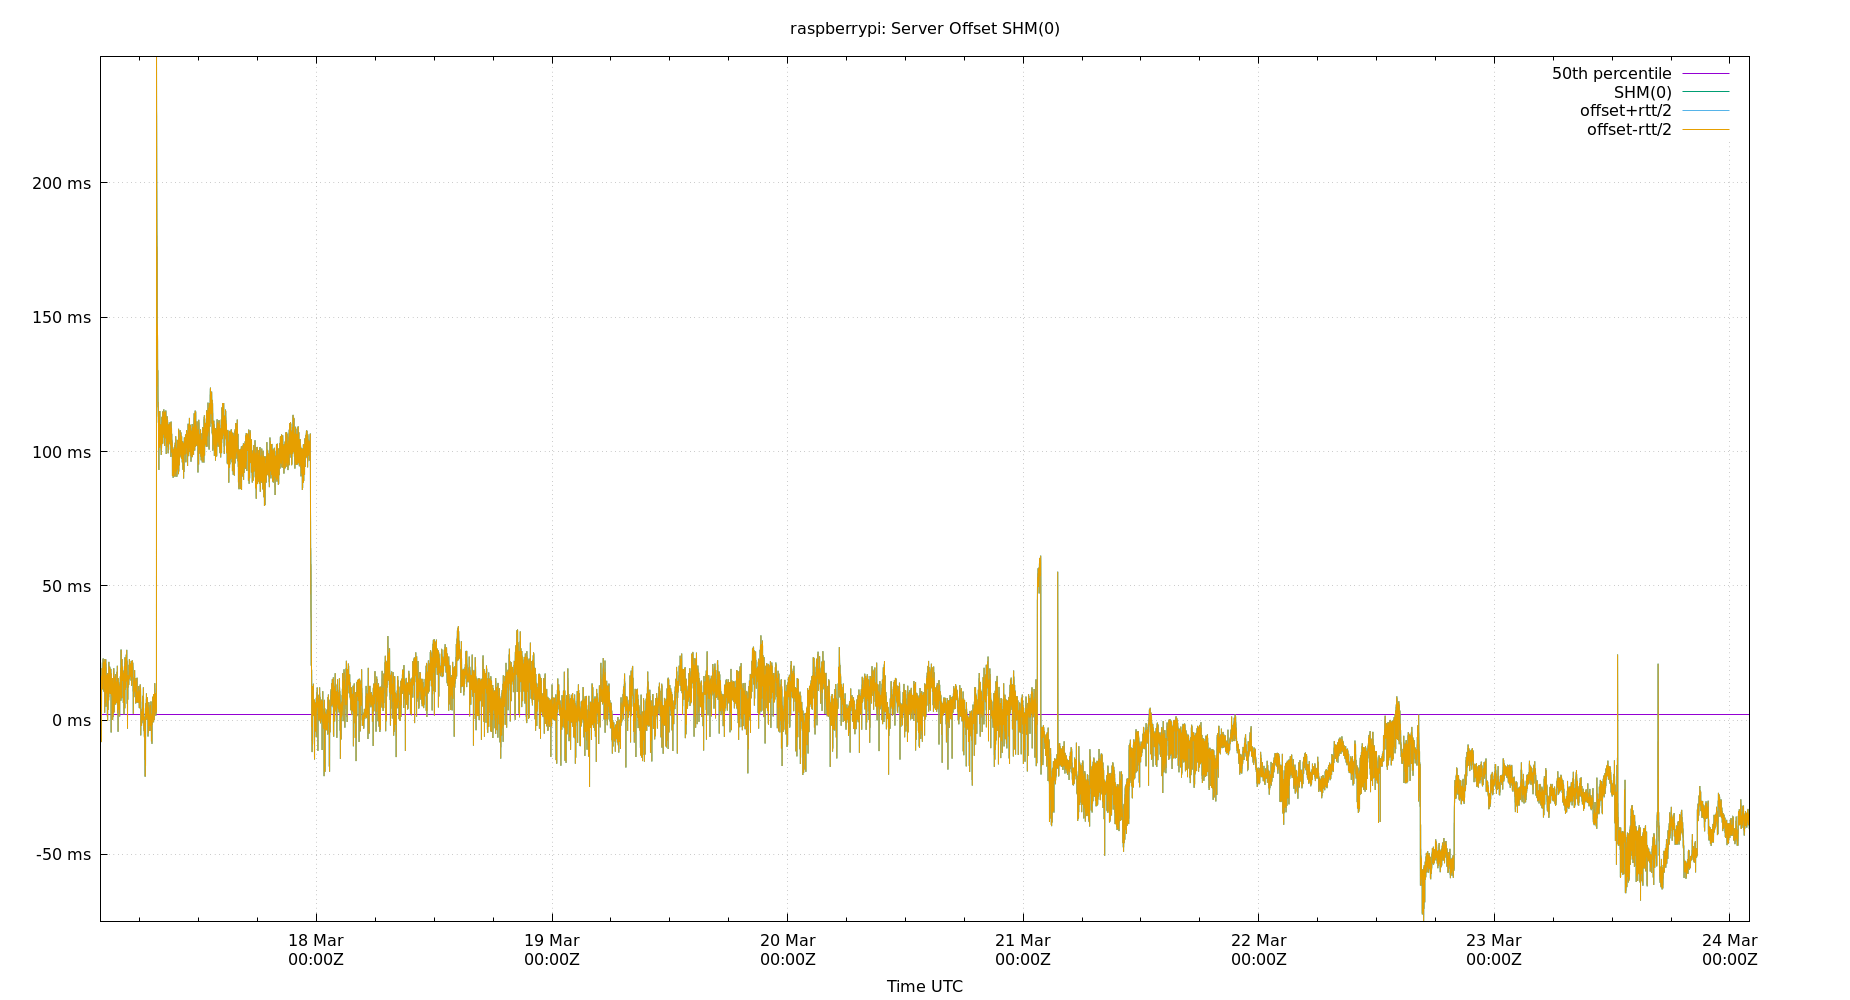 raspberrypi: Server Offset SHM(0)
50th percentile
SHM(0)
offset+rtt/2
offset-rtt/2
200 ms
150 ms
100 ms
50 ms
0 ms
-50 ms
18 Mar
00:00Z
19 Mar
00:00Z
20 Mar
00:00Z
21 Mar
00:00Z
22 Mar
00:00Z
23 Mar
00:00Z
24 Mar
00:00Z
Time UTC